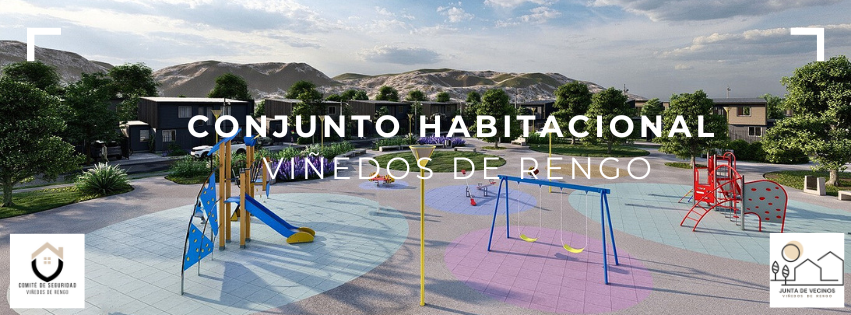 CONJUNTO HABITACIONAL
VIÑEDOS DE RENGO
COMITÉ DE SEGURIDAD
VIÑEDOS DE RENGO
JUNTA DE VECINOS
VIÑEDOS DE RENGO